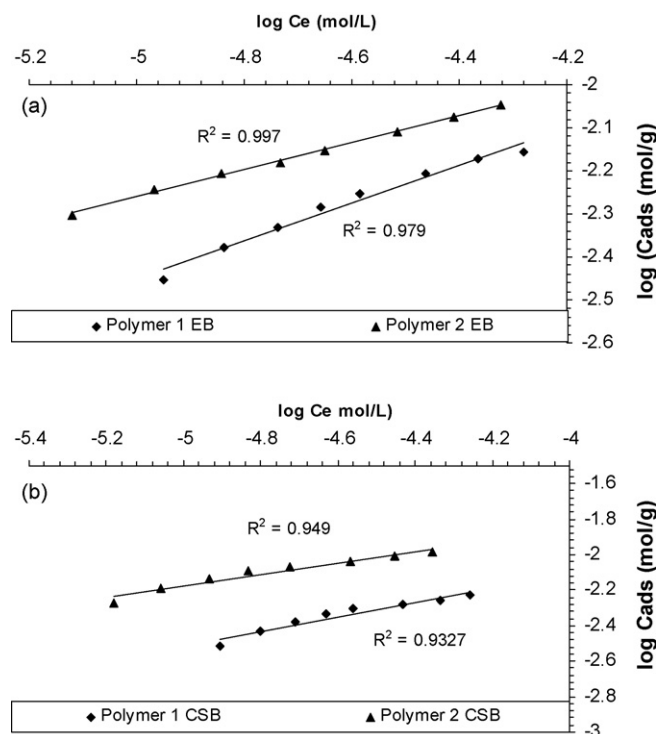 log Ce (mol/L)
-5.2 -5 -4.8 -4.6 -4.4 -4.2
(a)
-2
-2.1
-2.2
-2.3
-2.4
-2.5
-2.6
log (Cads (mol/g)
R² = 0.997
R² = 0.979
Polymer 1 EB Polymer 2 EB
log Ce mol/L)
-5.4 -5.2 -5 -4.8 -4.6 -4.4 -4.2 -4
(b)
-1.6
-1.8
-2
-2.2
-2.4
-2.6
-2.8
-3
log Cads (mol/g)
R² = 0.949
R² = 0.9327
Polymer 1 CSB Polymer 2 CSB